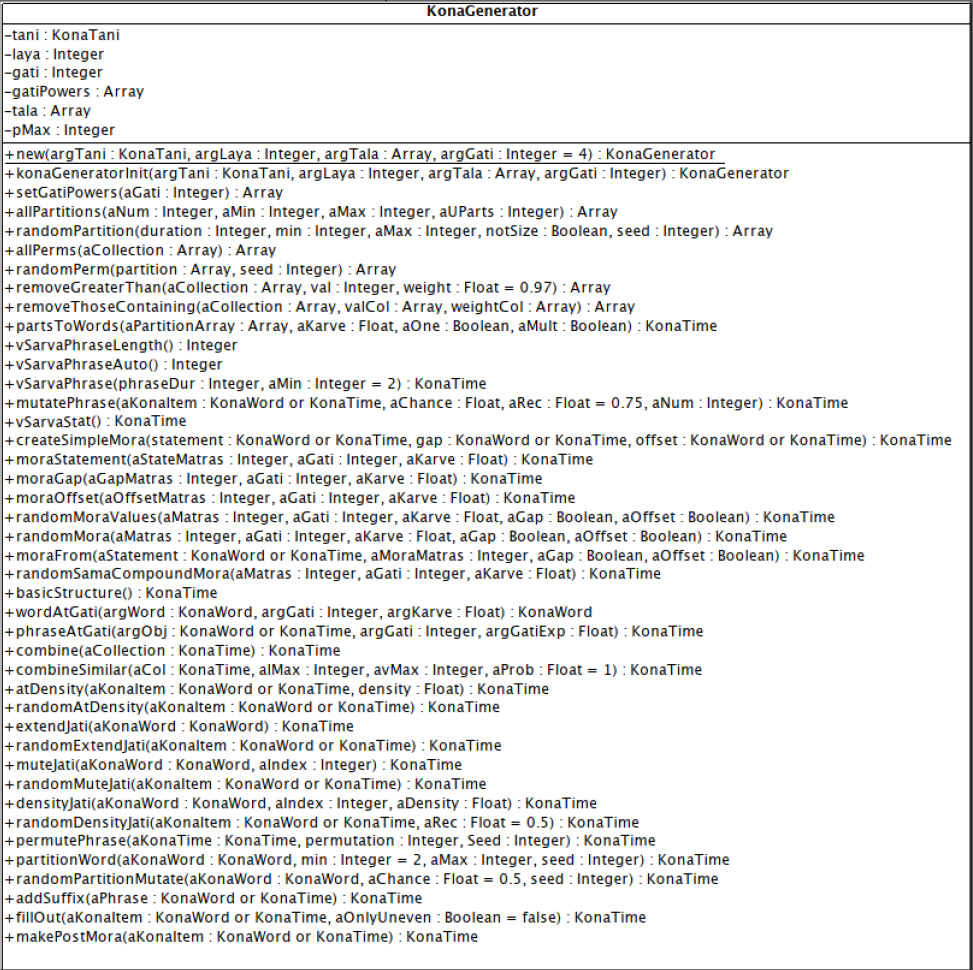 KonaGenerator
-tani : KonaTani
-laya : Integer
-gati : Integer
-gatiPowers : Array
-tala : Array
-pMax : Integer
+new(argTani : KonaTani, argLaya : Integer, argTala : Array, argGati : Integer = 4) : KonaGenerator
+konaGeneratorInit(argTani : KonaTani, argLaya : Integer, argTala : Array, argGati : Integer) : KonaGenerator
+setGatiPowers(aGati : Integer) : Array
+allPartitions(aNum : Integer, aMin : Integer, aMax : Integer, aUParts : Integer) : Array
+randomPartition(duration : Integer, min : Integer, aMax : Integer, notSize : Boolean, seed : Integer) : Array
+allPerms(aCollection : Array) : Array
+randomPerm(partition : Array, seed : Integer) : Array
+removeGreaterThan(aCollection : Array, val : Integer, weight : Float = 0.97) : Array
+removeThoseContaining(aCollection : Array, valCol : Array, weightCol : Array) : Array
+partsToWords(aPartitionArray : Array, aKarve : Float, aOne : Boolean, aMult : Boolean) : KonaTime
+vSarvaPhraseLength() : Integer
+vSarvaPhraseAuto() : Integer
+vSarvaPhrase(phraseDur : Integer, aMin : Integer = 2) : KonaTime
+mutatePhrase(aKonaItem : KonaWord or KonaTime, aChance : Float, aRec : Float = 0.75, aNum : Integer) : KonaTime
+vSarvaStat() : KonaTime
+createSimpleMora(statement : KonaWord or KonaTime, gap : KonaWord or KonaTime, offset : KonaWord or KonaTime) : KonaTime
+moraStatement(aStateMatras : Integer, aGati : Integer, aKarve : Float) : KonaTime
+moraGap(aGapMatras : Integer, aGati : Integer, aKarve : Float) : KonaTime
+moraOffset(aOffsetMatras : Integer, aGati : Integer, aKarve : Float) : KonaTime
+randomMoraValues(aMatras : Integer, aGati : Integer, aKarve : Float, aGap : Boolean, aOffset : Boolean) : KonaTime
+randomMora(aMatras : Integer, aGati : Integer, aKarve : Float, aGap : Boolean, aOffset : Boolean) : KonaTime
+moraFrom(aStatement : KonaWord or KonaTime, aMoraMatras : Integer, aGap : Boolean, aOffset : Boolean) : KonaTime
+randomSamaCompoundMora(aMatras : Integer, aGati : Integer, aKarve : Float) : KonaTime
+basicStructure() : KonaTime
+wordAtGati(argWord : KonaWord, argGati : Integer, argKarve : Float) : KonaWord
+phraseAtGati(argObj : KonaWord or KonaTime, argGati : Integer, argGatiExp : Float) : KonaTime
+combine(aCollection : KonaTime) : KonaTime
+combineSimilar(aCol : KonaTime, alMax : Integer, avMax : Integer, aProb : Float = 1) : KonaTime
+atDensity(aKonaItem : KonaWord or KonaTime, density : Float) : KonaTime
+randomAtDensity(aKonaItem : KonaWord or KonaTime) : KonaTime
+extendJati(aKonaWord : KonaWord) : KonaTime
+randomExtendJati(aKonaItem : KonaWord or KonaTime) : KonaTime
+muteJati(aKonaWord : KonaWord, aIndex : Integer) : KonaTime
+randomMuteJati(aKonaItem : KonaWord or KonaTime) : KonaTime
+densityJati(aKonaWord : KonaWord, aIndex : Integer, aDensity : Float) : KonaTime
+randomDensityJati(aKonaItem : KonaWord or KonaTime, aRec : Float = 0.5) : KonaTime
+permutePhrase(aKonaTime : KonaTime, permutation : Integer, Seed : Integer) : KonaTime
+partitionWord(aKonaWord : KonaWord, min : Integer = 2, aMax : Integer, seed : Integer) : KonaTime
+randomPartitionMutate(aKonaWord : KonaWord, aChance : Float = 0.5, seed : Integer) : KonaTime
+addSuffix(aPhrase : KonaWord or KonaTime) : KonaTime
+fillOut(aKonaItem : KonaWord or KonaTime, aOnlyUneven : Boolean = false) : KonaTime
+makePostMora(aKonaItem : KonaWord or KonaTime) : KonaTime